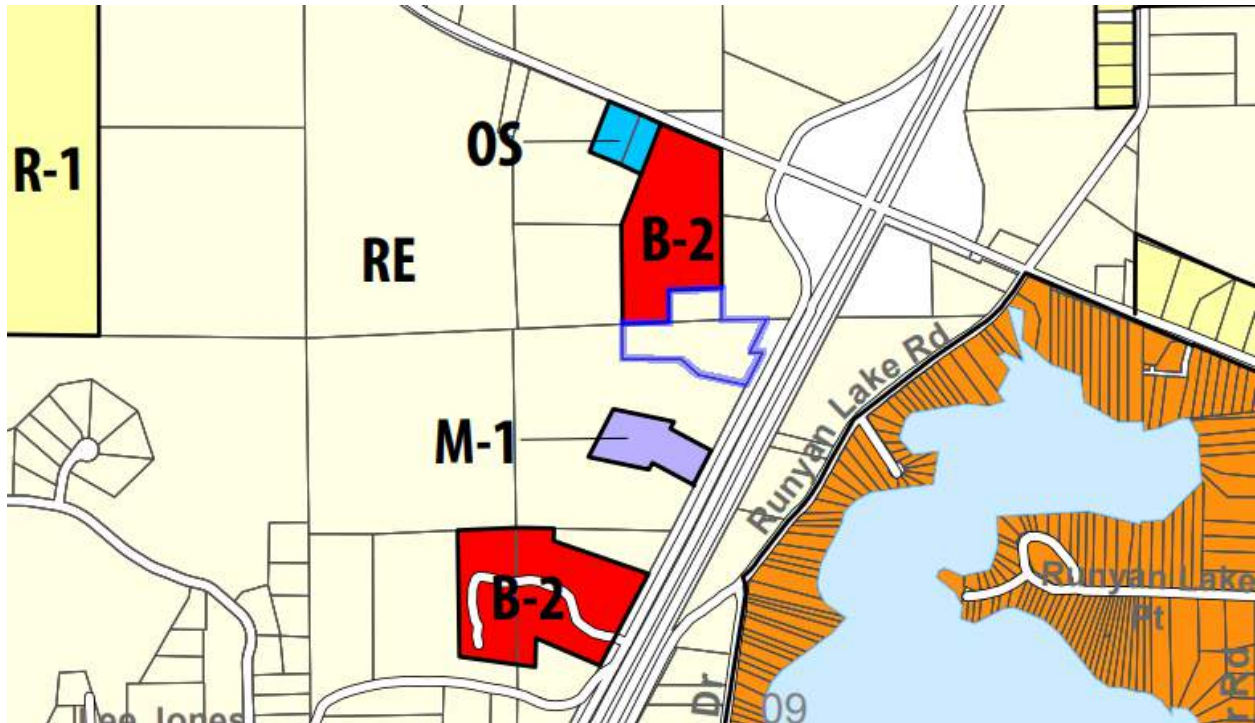 OS
R-1
B-2
RE
Runyan Lake Rd
M-1
B-2
Runyan Lake
Pt
Dr
09
r Rd
Lee Jones